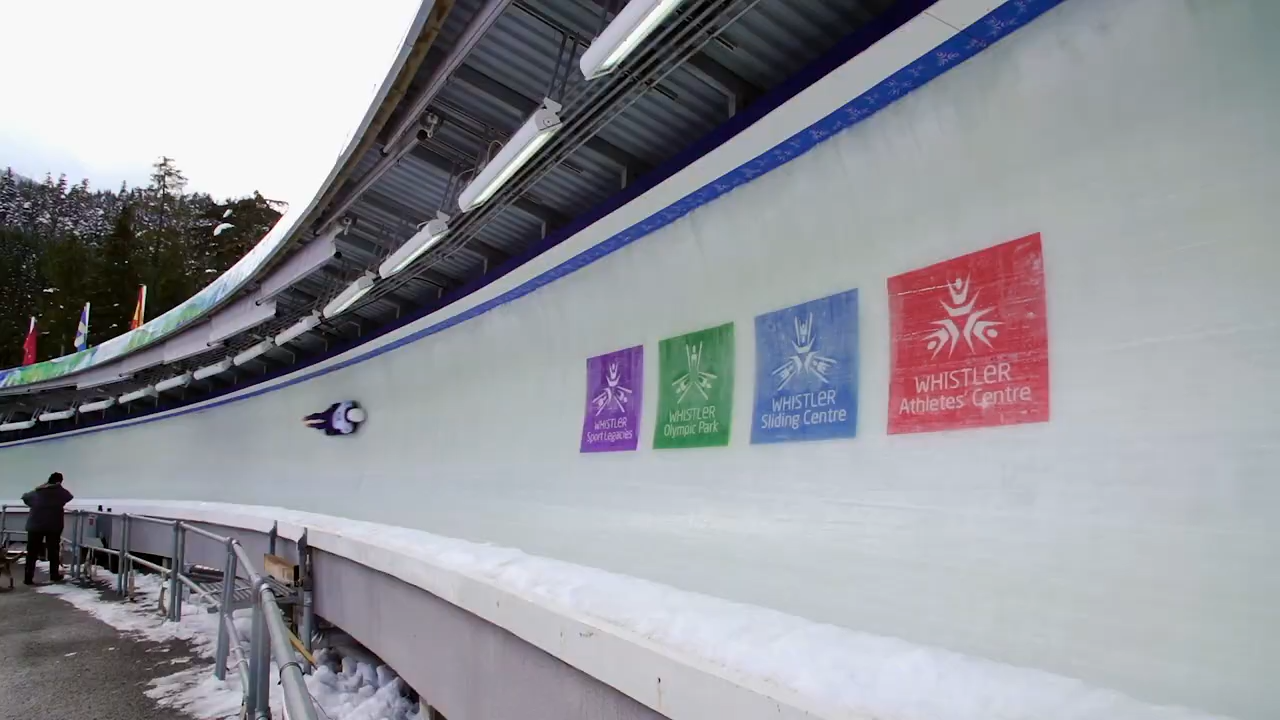 WHISTLER
Sport Legacies
WHISTLER
Olympic Park
WHISTLER
Sliding Centre
WHISTLER
Athletes' Centre